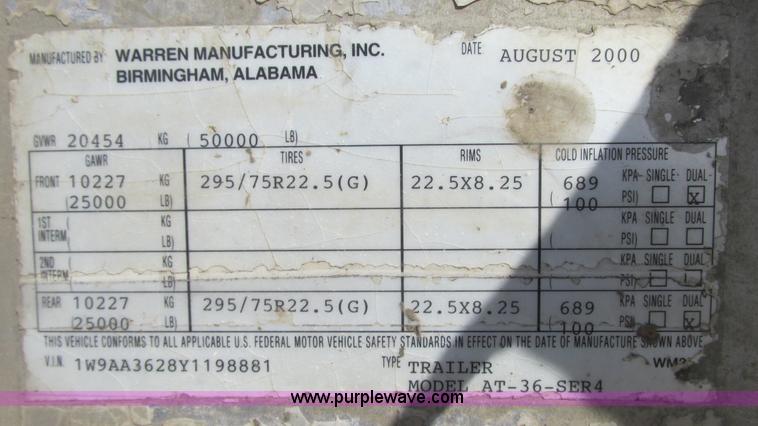 MANUFACTURED BY WARREN MANUFACTURING, INC. DATE AUGUST 2000
BIRMINGHAM, ALABAMA
GVWR 20454 KG (50000 LB)
GAWR TIRES RIMS COLD INFLATION PRESSURE
FRONT 10227 KG 295/75R22.5(G) 22.5X8.25 689 KPA SINGLE DUAL
(25000 LB) (100 PSI) ☐ ☒
1ST INTERM ( KG KPA SINGLE DUAL
LB) ( PSI) ☐ ☐
2ND INTERM ( KG KPA SINGLE DUAL
LB) ( PSI) ☐ ☐
REAR 10227 KG 295/75R22.5(G) 22.5X8.25 689 KPA SINGLE DUAL
(25000 LB) (100 PSI) ☐ ☒
THIS VEHICLE CONFORMS TO ALL APPLICABLE U.S. FEDERAL MOTOR VEHICLE SAFETY STANDARDS IN EFFECT ON THE DATE OF MANUFACTURE SHOWN ABOVE
V.I.N. 1W9AA3628Y1198881 TYPE TRAILER
MODEL AT-36-SER4
www.purplewave.com